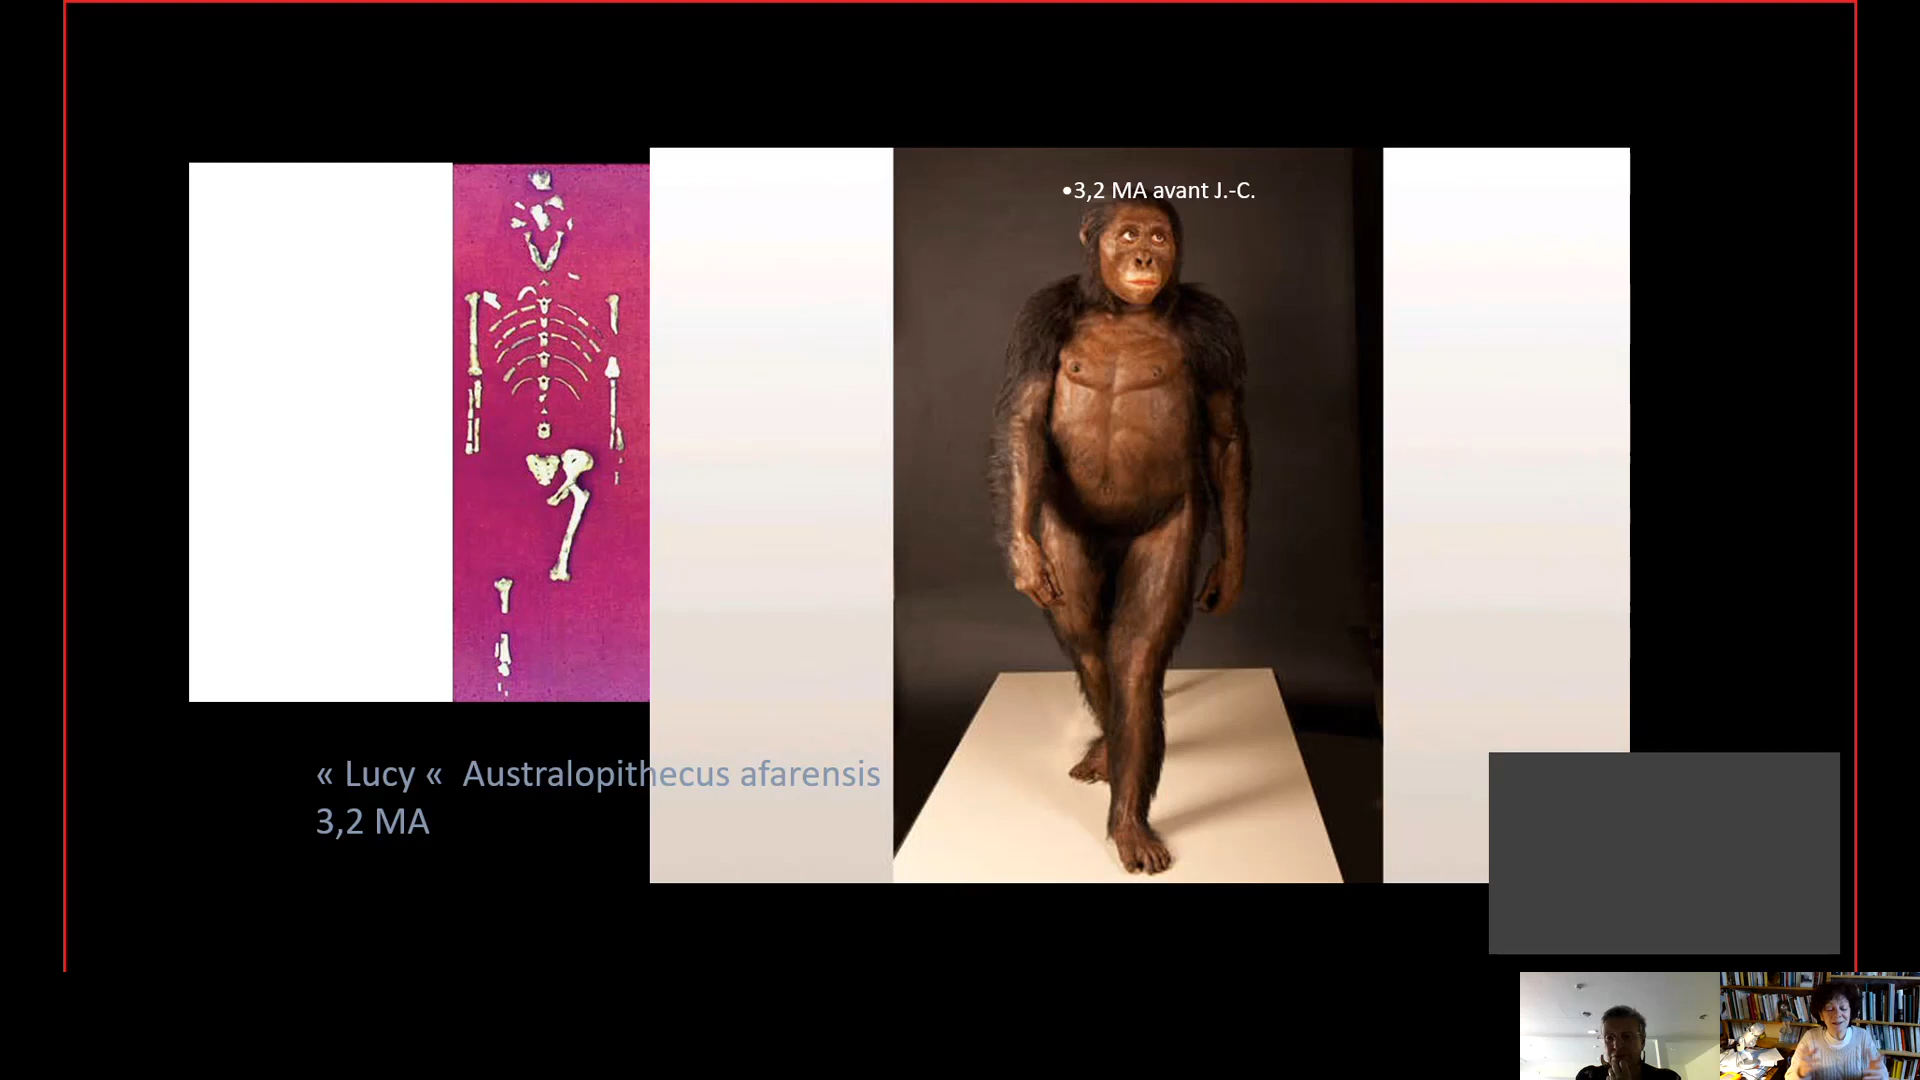 •3,2 MA avant J.-C.
« Lucy «  Australopithecus afarensis
3,2 MA